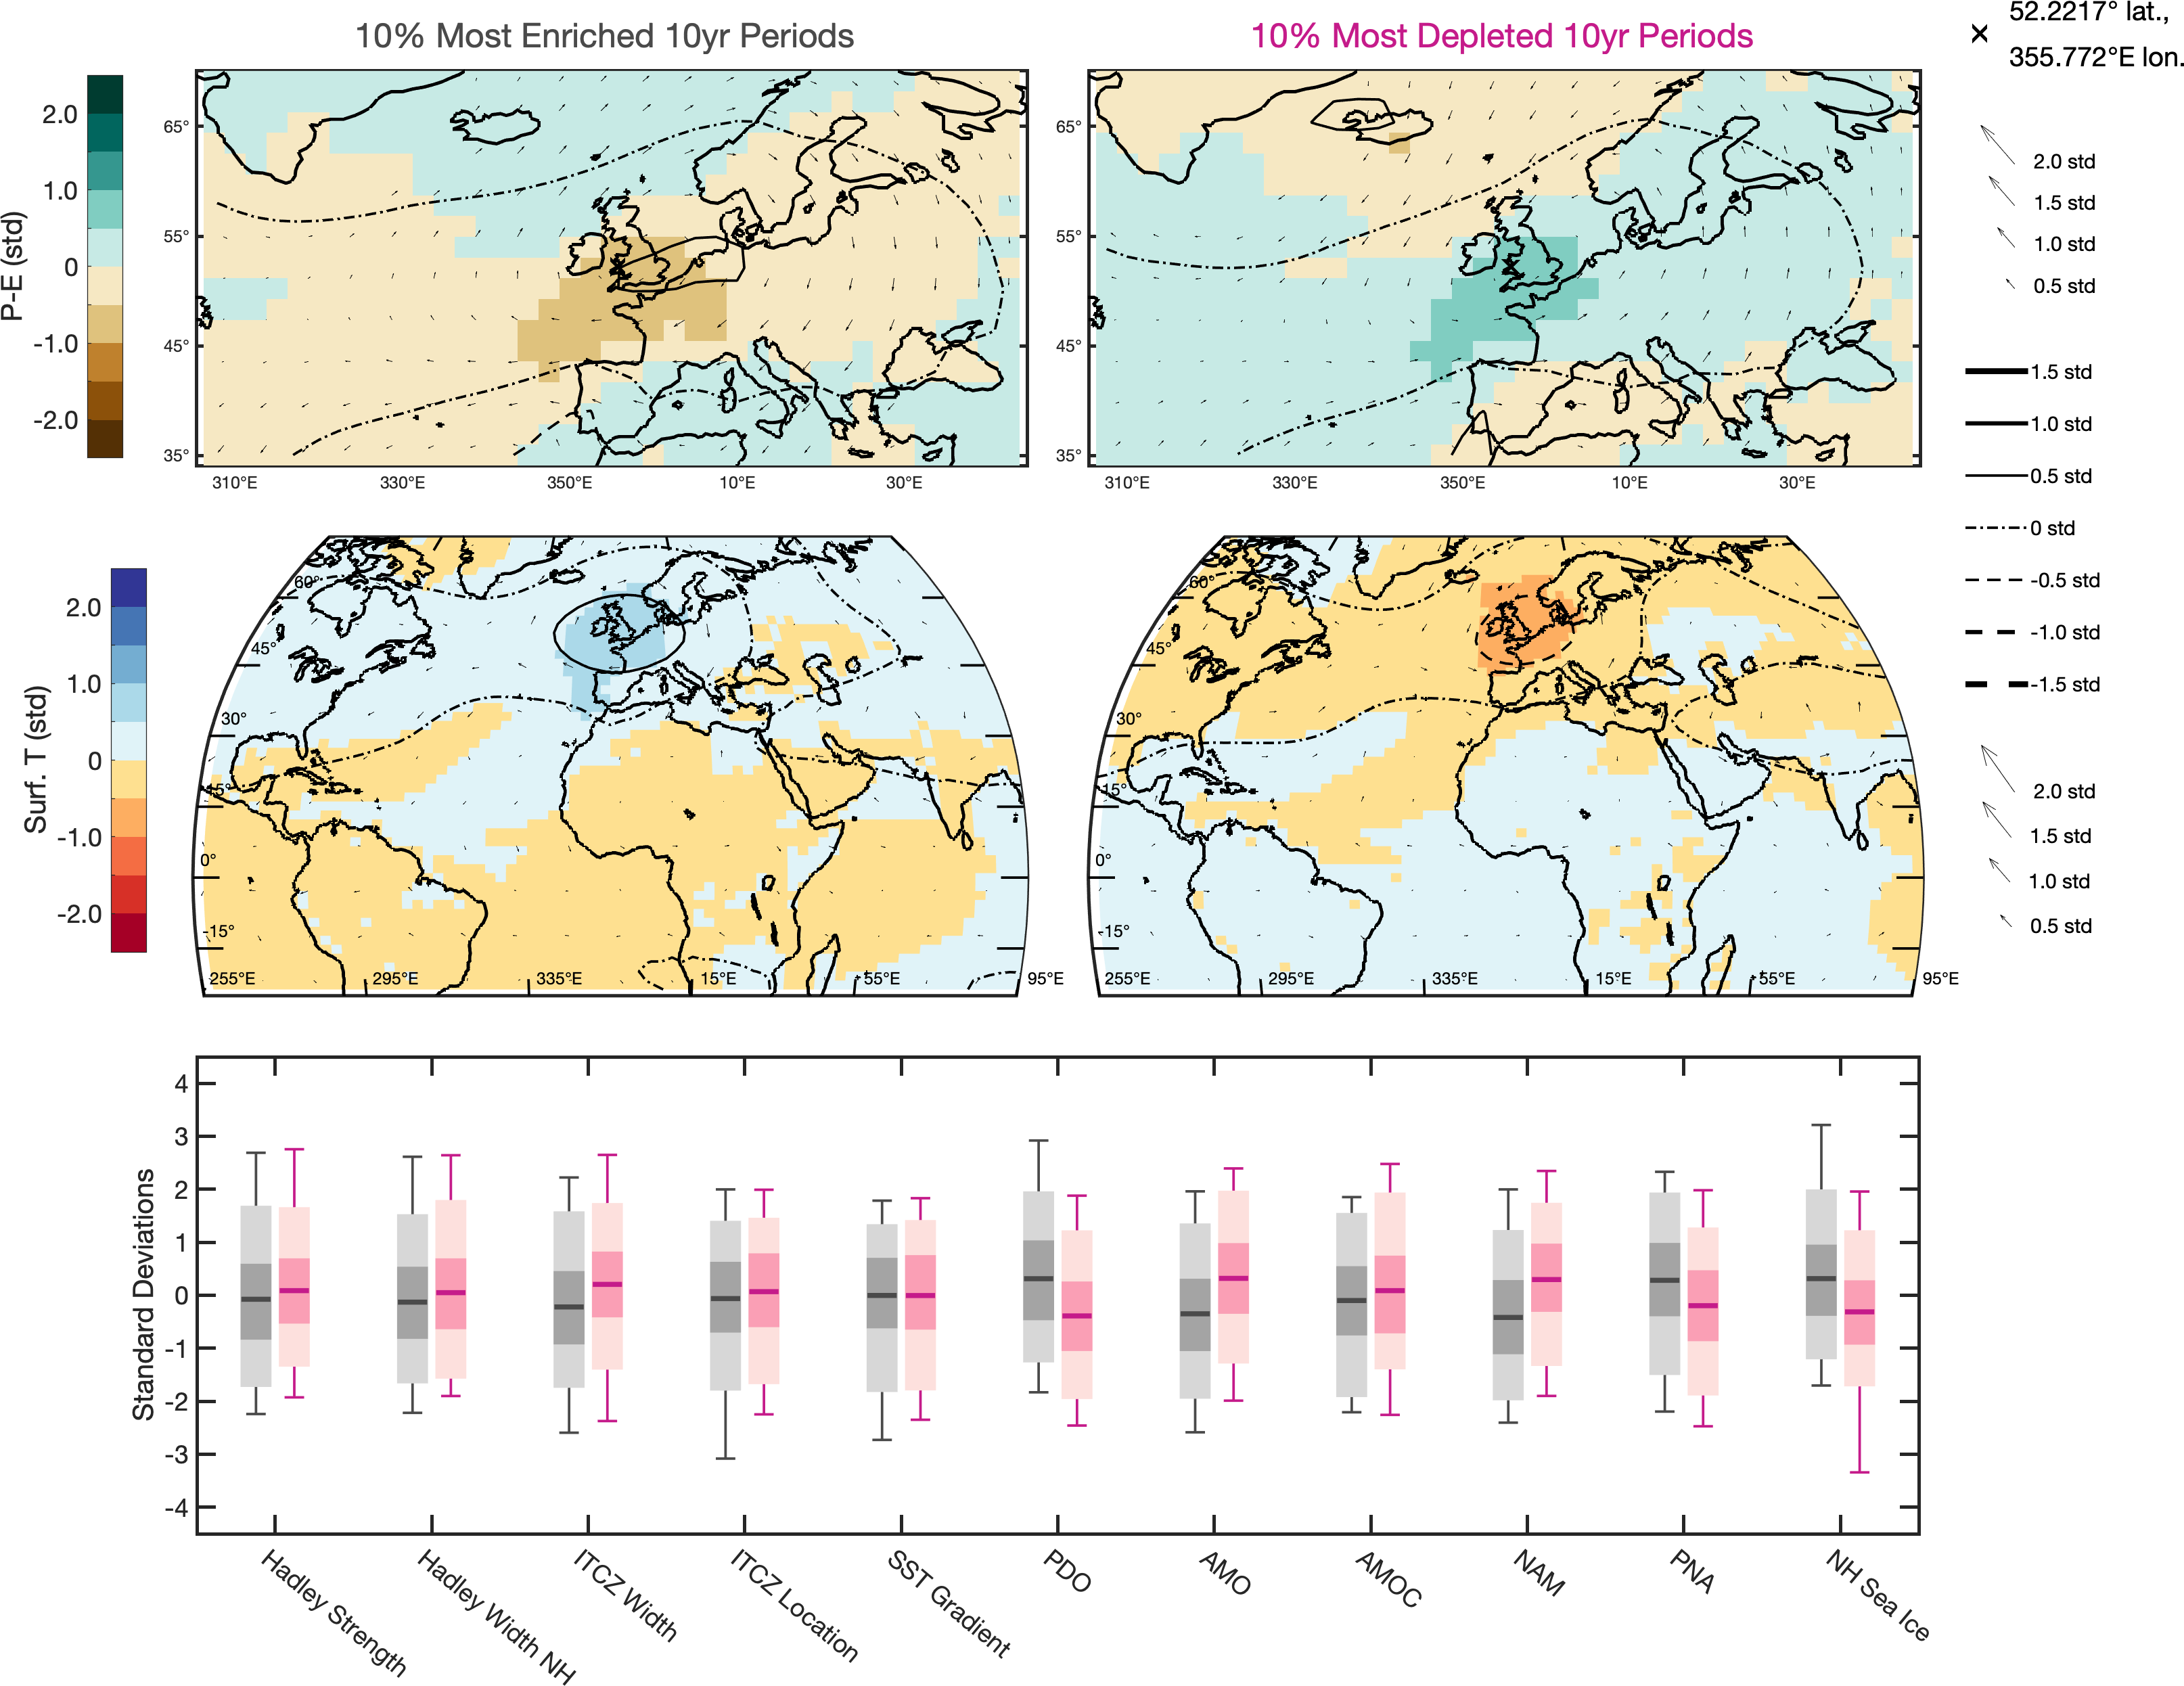 10% Most Enriched 10yr Periods
10% Most Depleted 10yr Periods
52.2217° lat.,
355.772°E lon.
P-E (std)
2.0
1.0
0
-1.0
-2.0
65°
55°
45°
35°
310°E 330°E 350°E 10°E 30°E
65°
55°
45°
35°
310°E 330°E 350°E 10°E 30°E
2.0 std
1.5 std
1.0 std
0.5 std
1.5 std
1.0 std
0.5 std
0 std
-0.5 std
-1.0 std
-1.5 std
2.0 std
1.5 std
1.0 std
0.5 std
Surf. T (std)
2.0
1.0
0
-1.0
-2.0
60°
45°
30°
15°
0°
-15°
255°E 295°E 335°E 15°E 55°E 95°E
60°
45°
30°
15°
0°
-15°
255°E 295°E 335°E 15°E 55°E 95°E
Standard Deviations
4
3
2
1
0
-1
-2
-3
-4
Hadley Strength
Hadley Width NH
ITCZ Width
ITCZ Location
SST Gradient
PDO
AMO
AMOC
NAM
PNA
NH Sea Ice